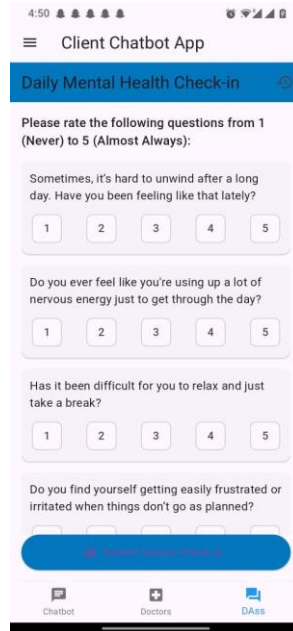 4:50
Client Chatbot App
Daily Mental Health Check-in
Please rate the following questions from 1
(Never) to 5 (Almost Always):
Sometimes, it's hard to unwind after a long
day. Have you been feeling like that lately?
1 2 3 4 5
Do you ever feel like you're using up a lot of
nervous energy just to get through the day?
1 2 3 4 5
Has it been difficult for you to relax and just
take a break?
1 2 3 4 5
Do you find yourself getting easily frustrated or
irritated when things don't go as planned?
Chatbot Doctors DAss